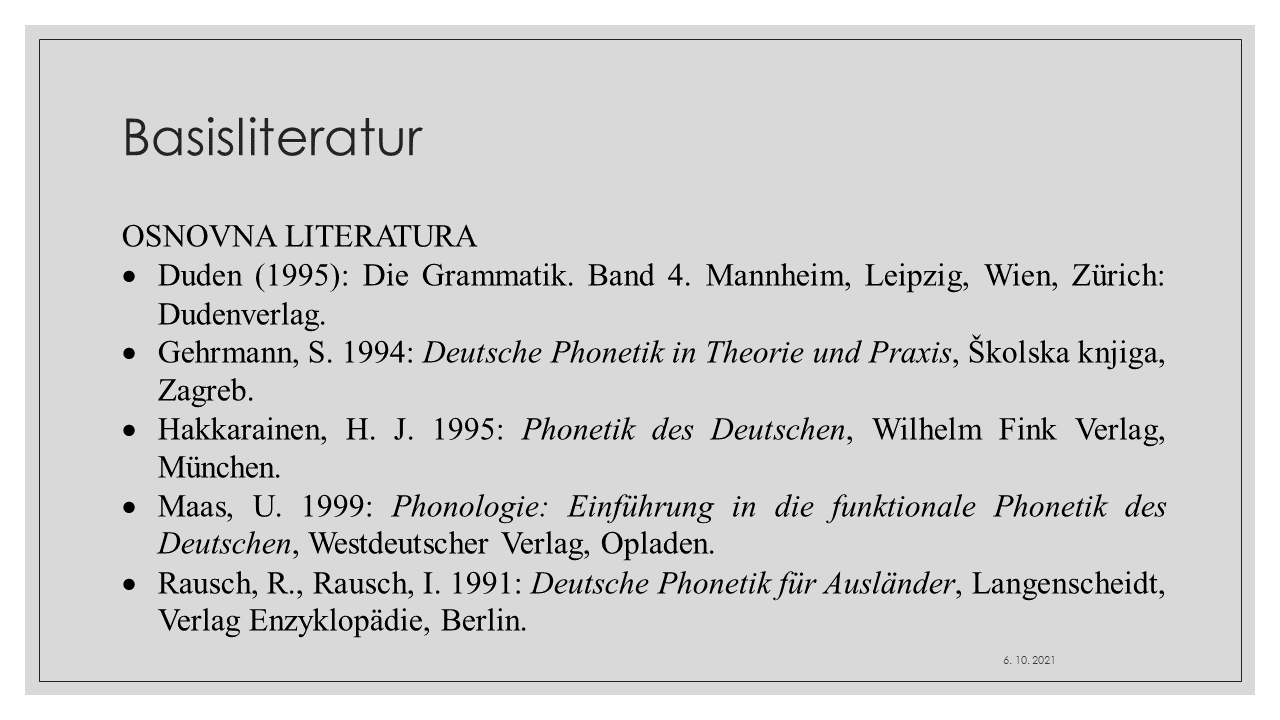 Basisliteratur
OSNOVNA LITERATURA
• Duden (1995): Die Grammatik. Band 4. Mannheim, Leipzig, Wien, Zürich:
Dudenverlag.
• Gehrmann, S. 1994: Deutsche Phonetik in Theorie und Praxis, Školska knjiga,
Zagreb.
• Hakkarainen, H. J. 1995: Phonetik des Deutschen, Wilhelm Fink Verlag,
München.
• Maas, U. 1999: Phonologie: Einführung in die funktionale Phonetik des
Deutschen, Westdeutscher Verlag, Opladen.
• Rausch, R., Rausch, I. 1991: Deutsche Phonetik für Ausländer, Langenscheidt,
Verlag Enzyklopädie, Berlin.
6. 10. 2021